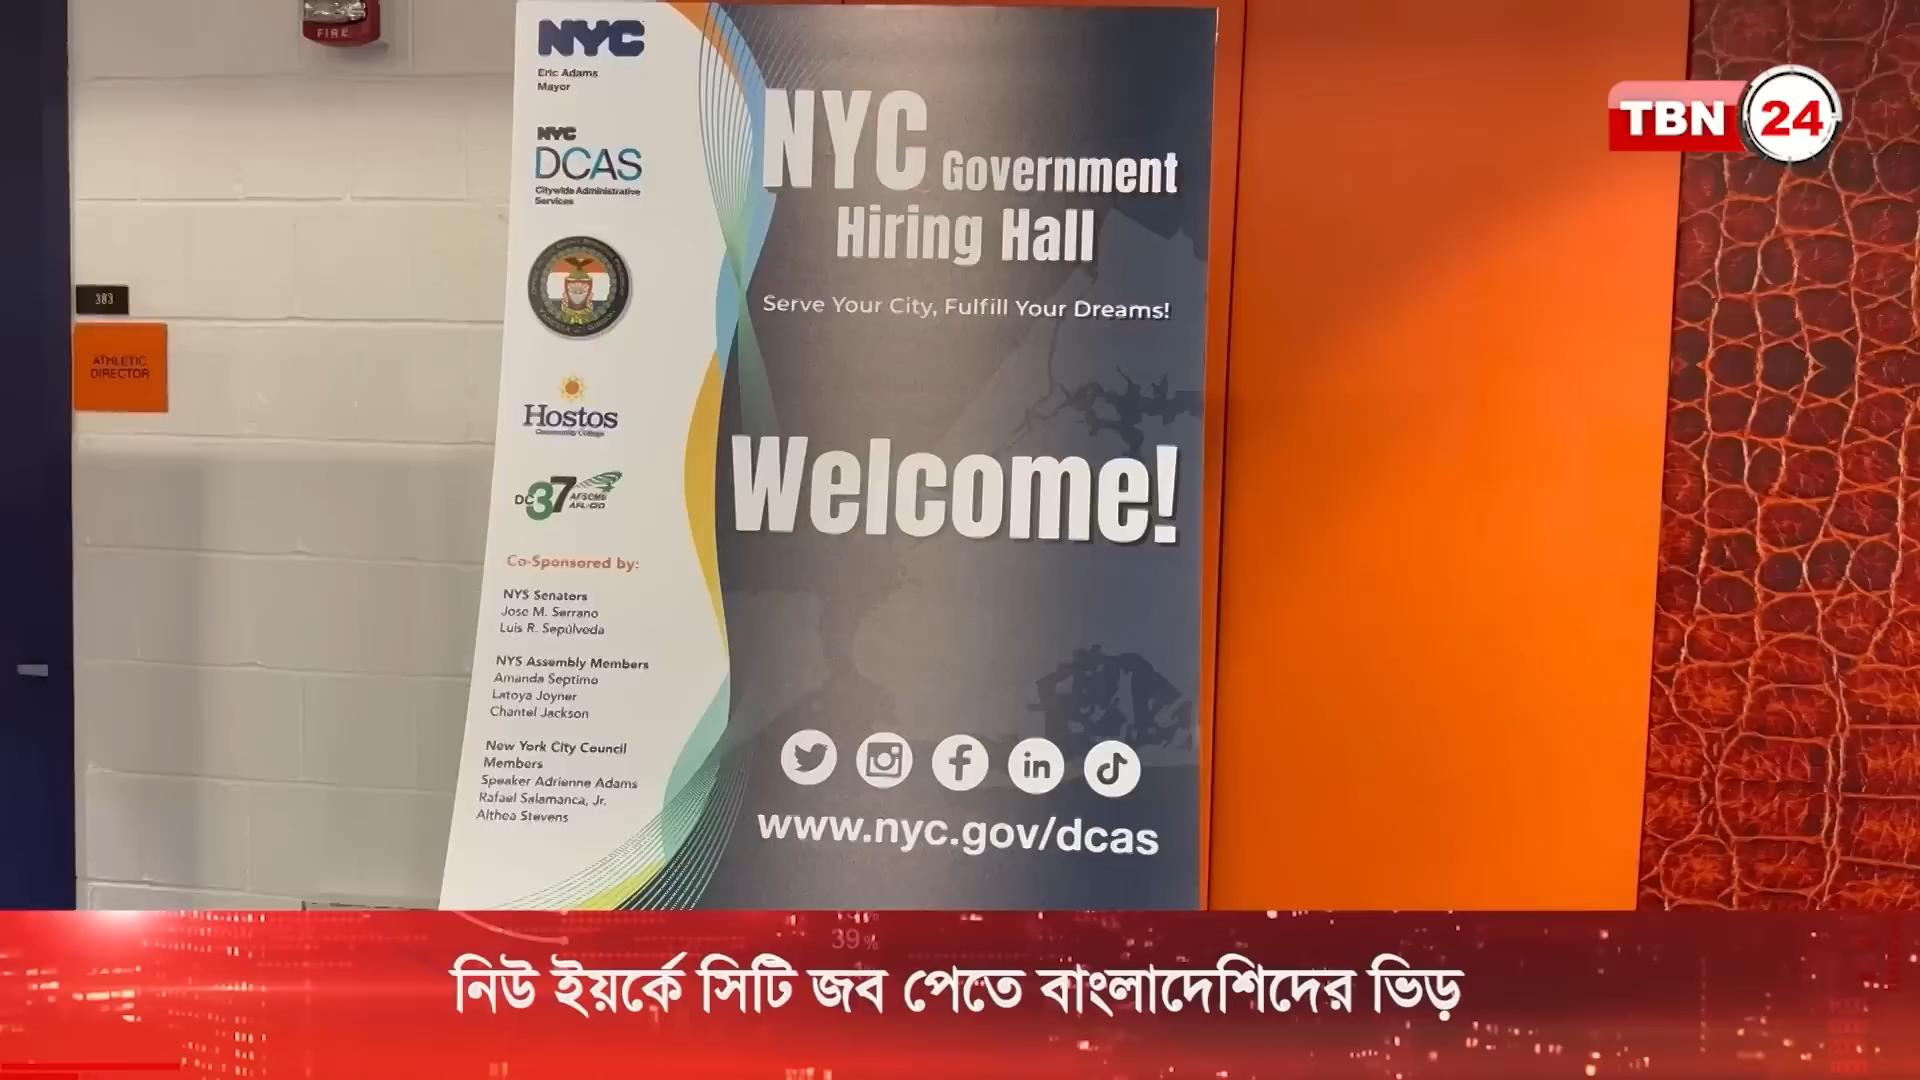 FIRE
NYC
Eric Adams
Mayor
NYC
DCAS
Citywide Administrative
Services
Hostos
Community College
DC37 AFSCME
AFL-CIO
Co-Sponsored by:
NYS Senators
Jose M. Serrano
Luis R. Sepúlveda
NYS Assembly Members
Amanda Septimo
Latoya Joyner
Chantel Jackson
New York City Council
Members
Speaker Adrienne Adams
Rafael Salamanca, Jr.
Althea Stevens
NYC Government
Hiring Hall
Serve Your City, Fulfill Your Dreams!
Welcome!
in
www.nyc.gov/dcas
383
ATHLETIC
DIRECTOR
TBN 24
39%
নিউ ইয়র্কে সিটি জব পেতে বাংলাদেশিদের ভিড়